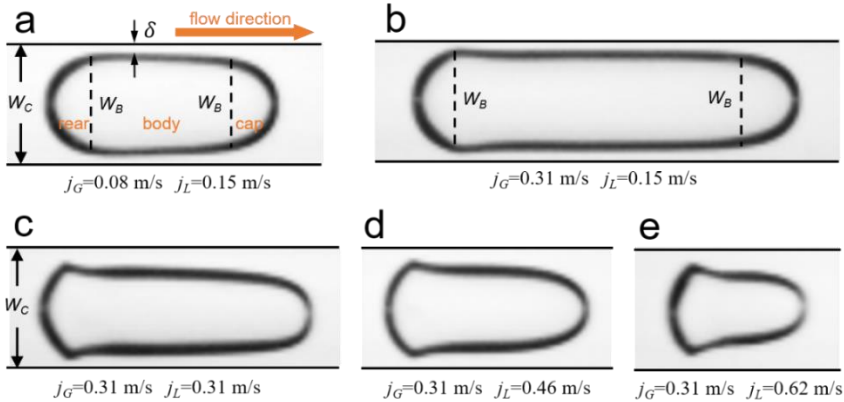 a
δ
flow direction
W_C
W_B
W_B
rear
body
cap
j_G=0.08 m/s j_L=0.15 m/s
b
W_B
W_B
j_G=0.31 m/s j_L=0.15 m/s
c
W_C
j_G=0.31 m/s j_L=0.31 m/s
d
j_G=0.31 m/s j_L=0.46 m/s
e
j_G=0.31 m/s j_L=0.62 m/s